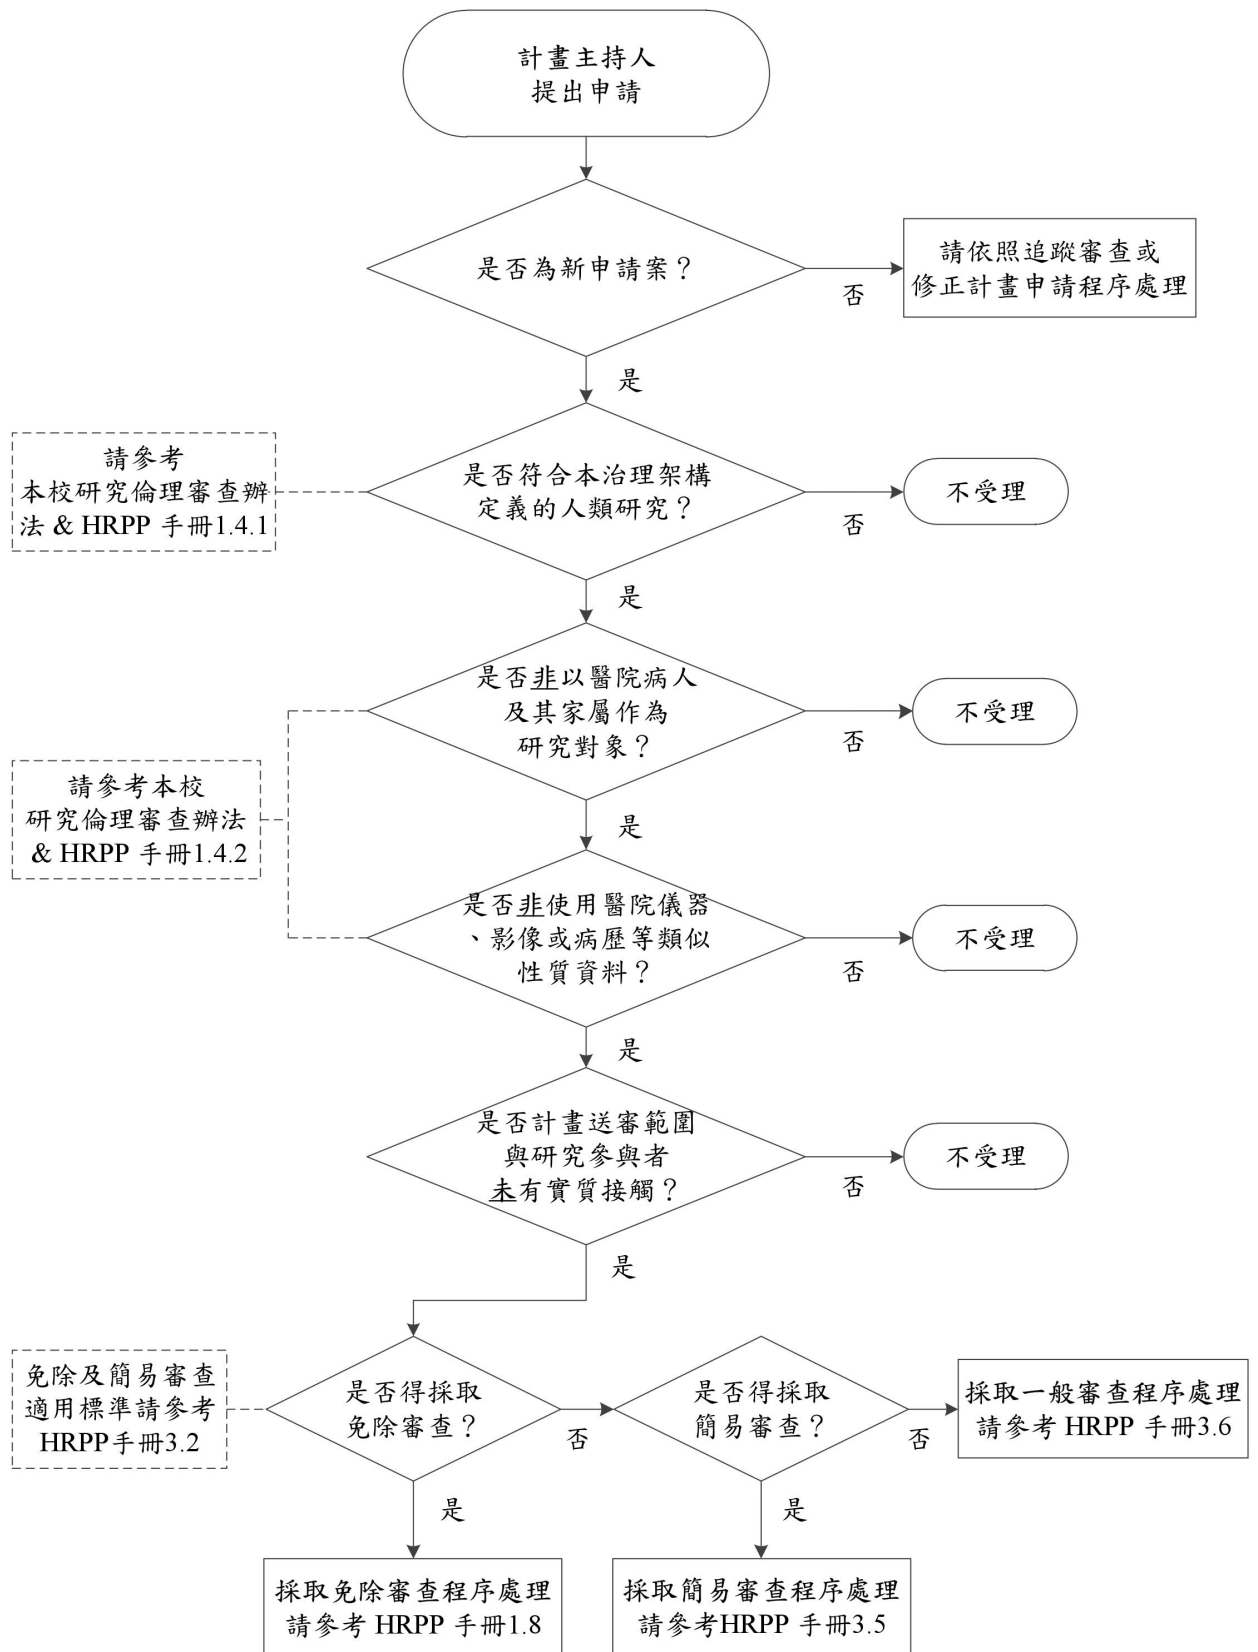 計畫主持人
提出申請
是否為新申請案？
否
請依照追蹤審查或
修正計畫申請程序處理
是
請參考
本校研究倫理審查辦
法 & HRPP 手冊1.4.1
是否符合本治理架構
定義的人類研究？
否
不受理
是
是否非以醫院病人
及其家屬作為
研究對象？
否
不受理
請參考本校
研究倫理審查辦法
& HRPP 手冊1.4.2
是
是否非使用醫院儀器
、影像或病歷等類似
性質資料？
否
不受理
是
是否計畫送審範圍
與研究參與者
未有實質接觸？
否
不受理
是
免除及簡易審查
適用標準請參考
HRPP手冊3.2
是否得採取
免除審查？
否
是否得採取
簡易審查？
否
採取一般審查程序處理
請參考 HRPP 手冊3.6
是
是
採取免除審查程序處理
請參考 HRPP 手冊1.8
採取簡易審查程序處理
請參考HRPP 手冊3.5